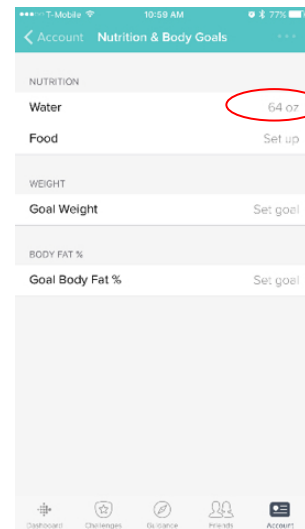 T-Mobile 10:59 AM 77%
Account Nutrition & Body Goals
NUTRITION
Water 64 oz
Food Set up
WEIGHT
Goal Weight Set goal
BODY FAT %
Goal Body Fat % Set goal
Dashboard Challenges Guidance Friends Account